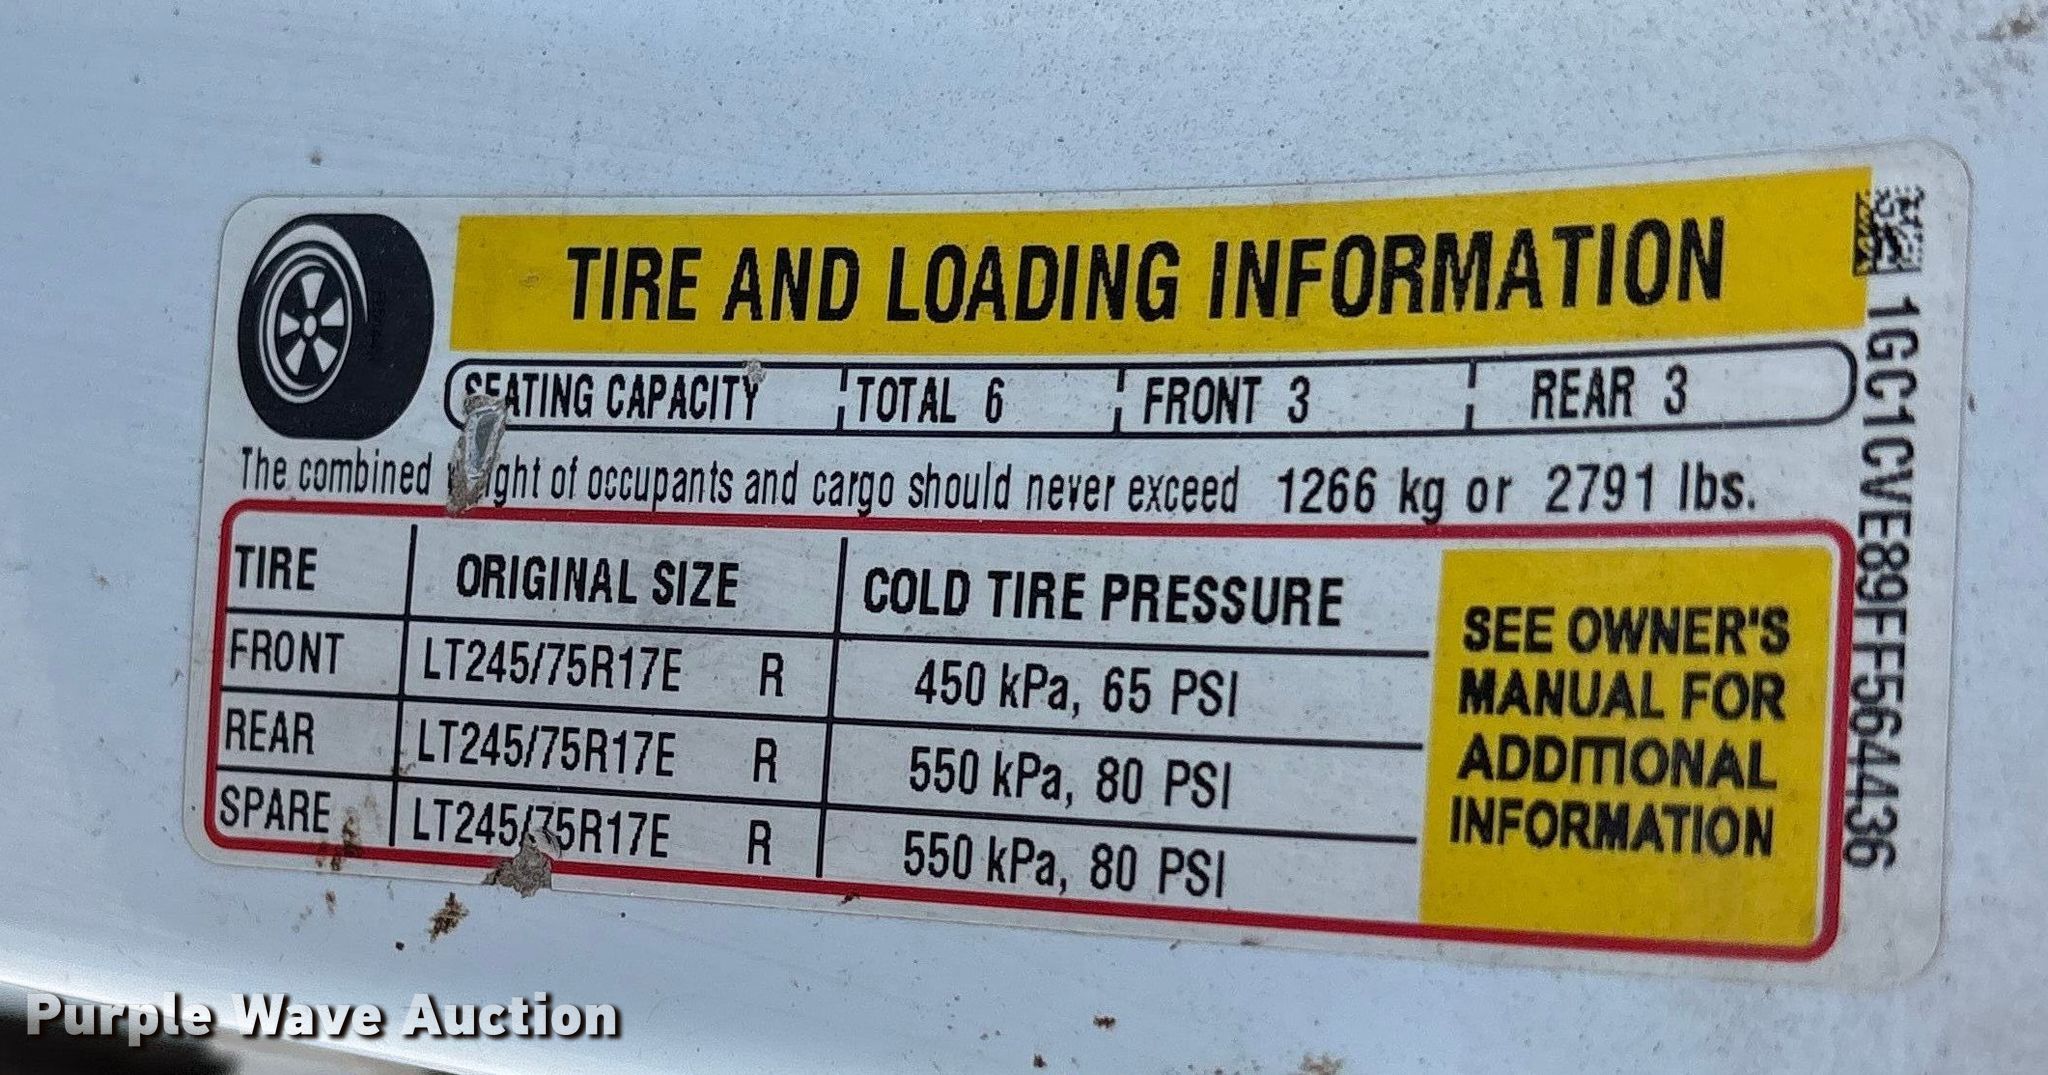 TIRE AND LOADING INFORMATION
SEATING CAPACITY TOTAL 6 FRONT 3 REAR 3
The combined weight of occupants and cargo should never exceed 1266 kg or 2791 lbs.
TIRE ORIGINAL SIZE COLD TIRE PRESSURE
FRONT LT245/75R17E R 450 kPa, 65 PSI
REAR LT245/75R17E R 550 kPa, 80 PSI
SPARE LT245/75R17E R 550 kPa, 80 PSI
SEE OWNER'S
MANUAL FOR
ADDITIONAL
INFORMATION
1GC1CVE89FF564436
Purple Wave Auction